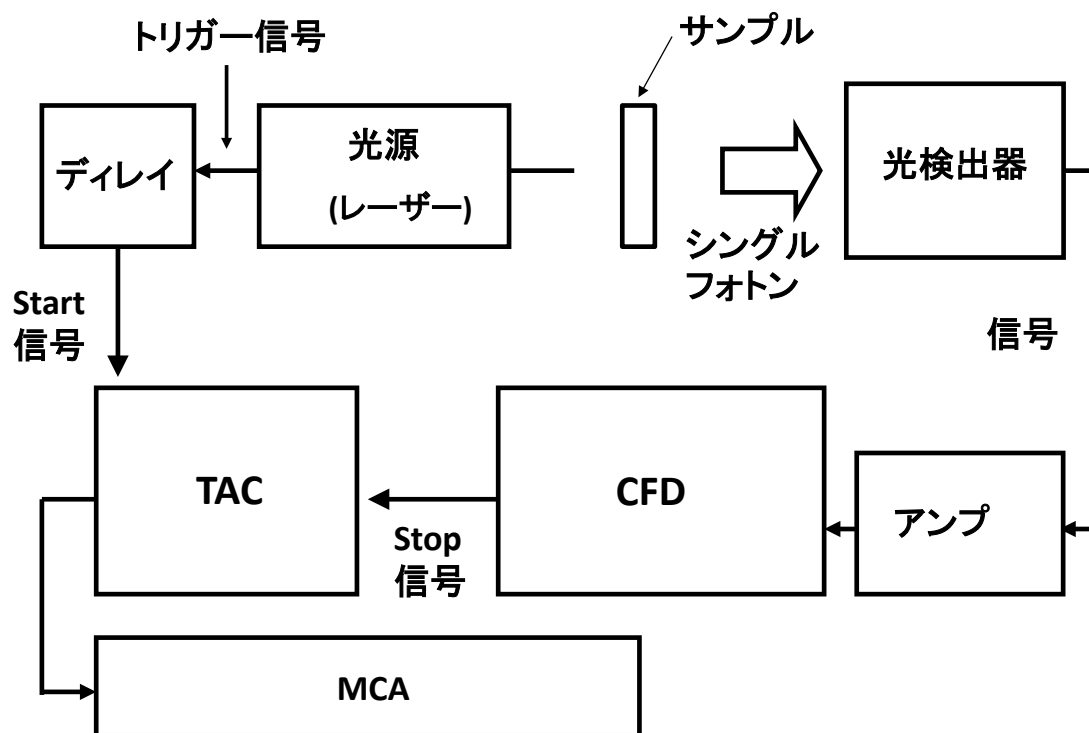 トリガー信号
サンプル
ディレイ
光源
(レーザー)
光検出器
シングル
フォトン
Start
信号
信号
TAC
CFD
アンプ
Stop
信号
MCA